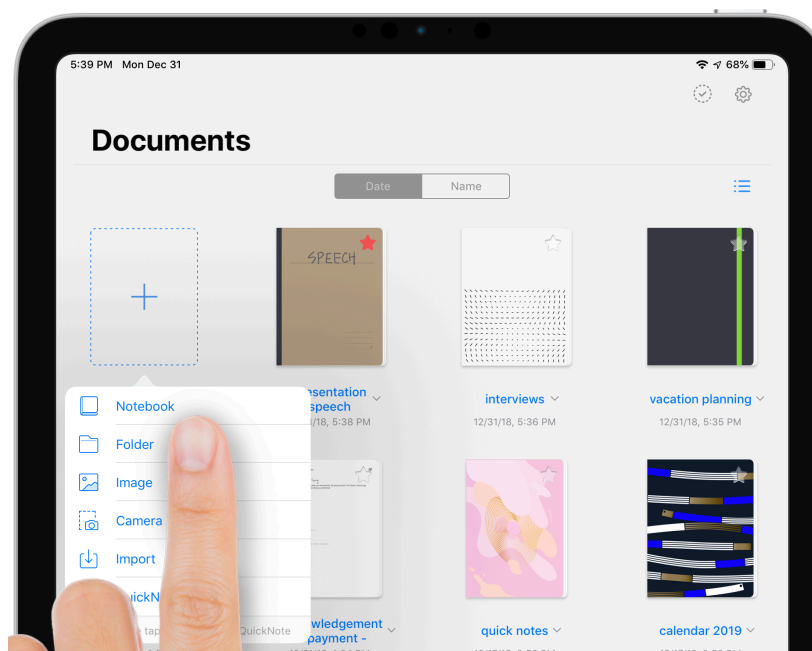 5:39 PM Mon Dec 31
68%
Documents
Date
Name
SPEECH
Notebook
Folder
Image
Camera
Import
speech
/18, 5:38 PM
interviews
12/31/18, 5:36 PM
vacation planning
12/31/18, 5:35 PM
tap
QuickNote
payment -
quick notes
calendar 2019